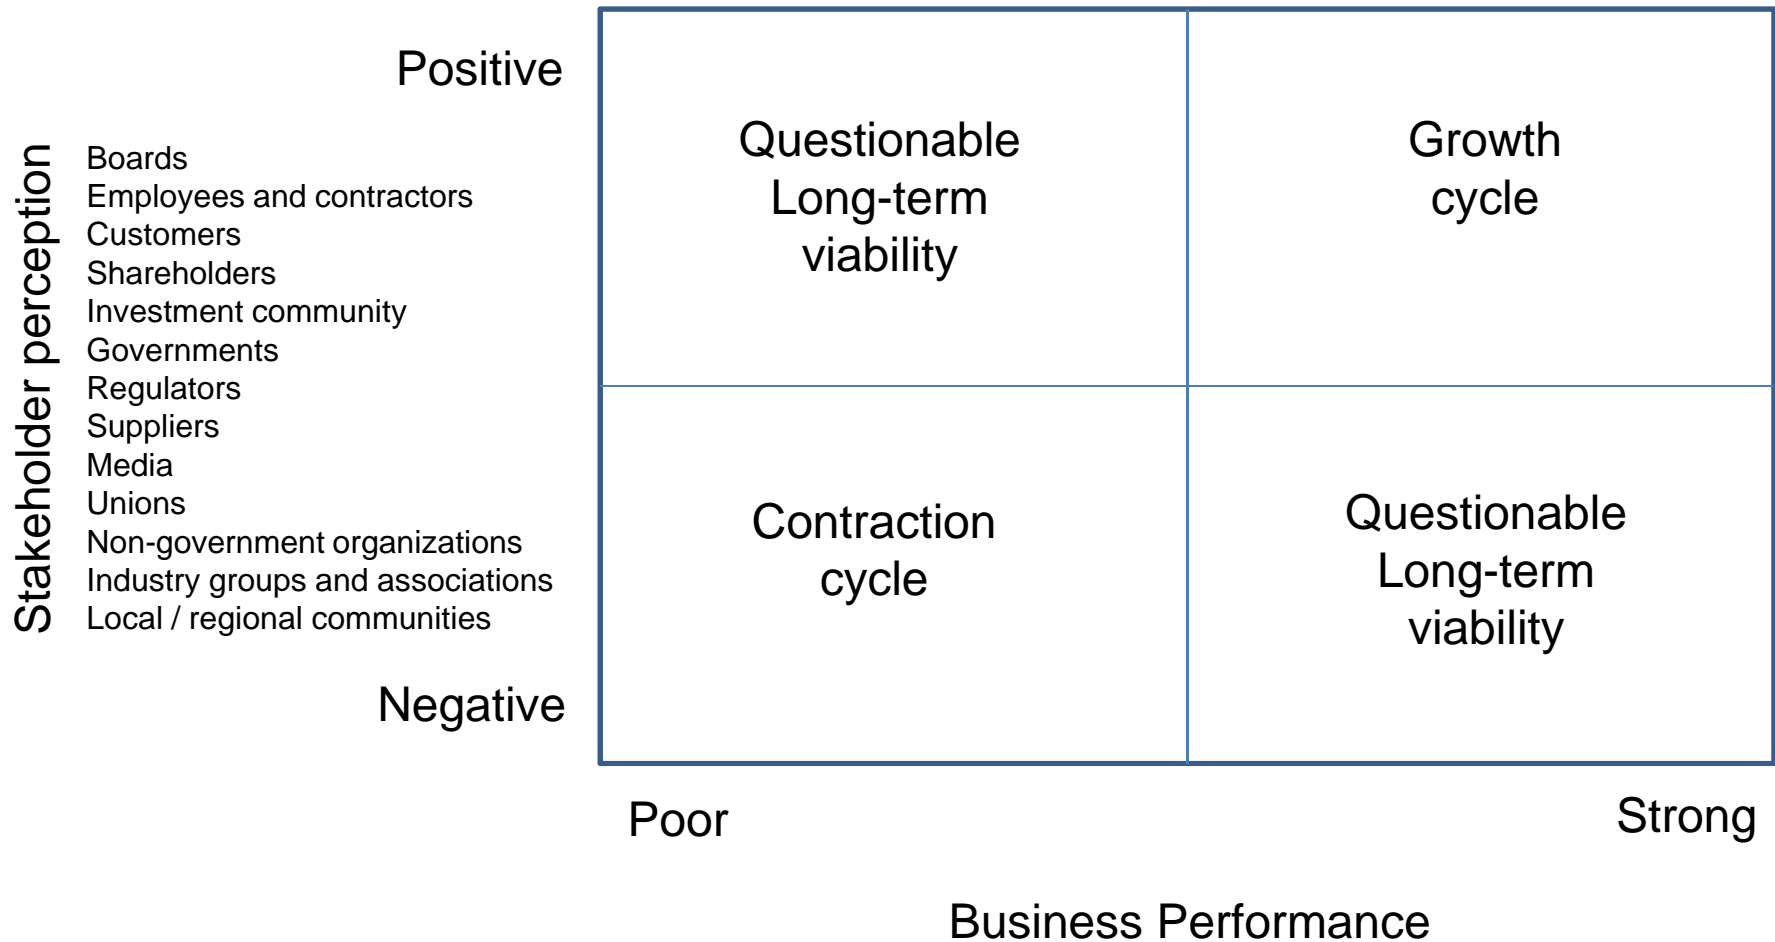 Positive
Stakeholder perception
Boards
Employees and contractors
Customers
Shareholders
Investment community
Governments
Regulators
Suppliers
Media
Unions
Non-government organizations
Industry groups and associations
Local / regional communities
Negative
Questionable
Long-term
viability
Growth
cycle
Contraction
cycle
Questionable
Long-term
viability
Poor
Strong
Business Performance